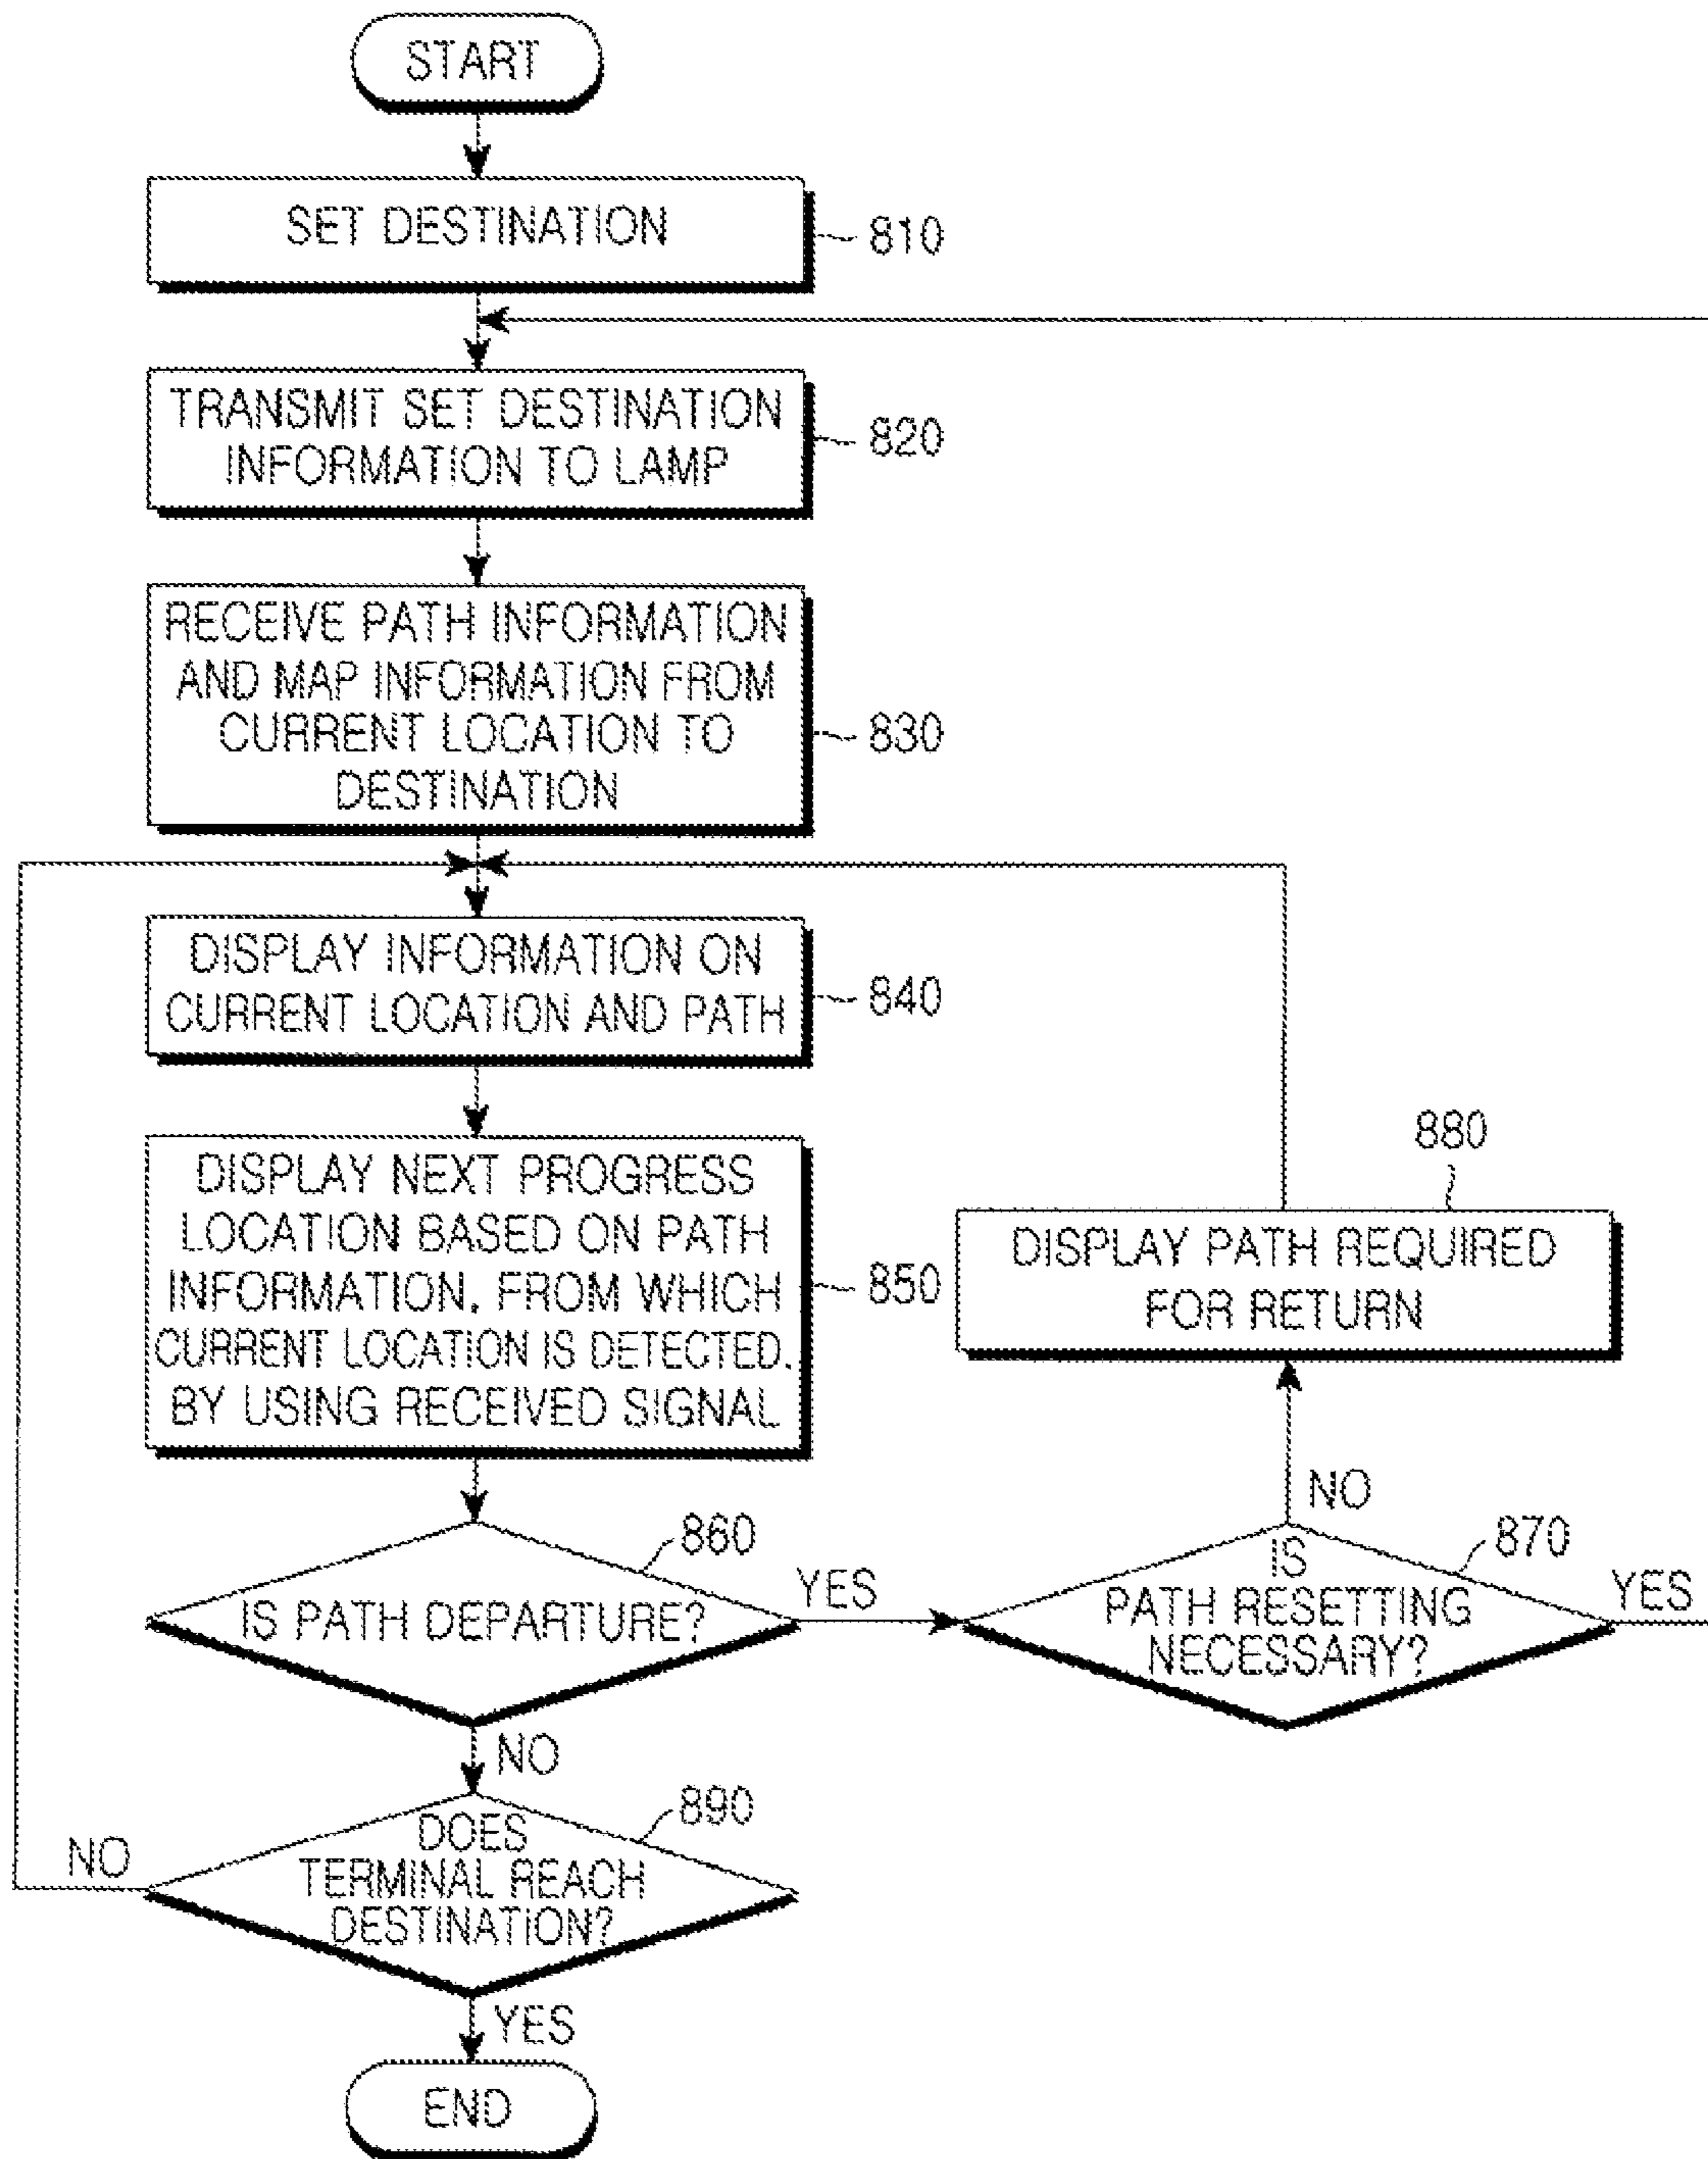 START
SET DESTINATION
810
TRANSMIT SET DESTINATION
INFORMATION TO LAMP
820
RECEIVE PATH INFORMATION
AND MAP INFORMATION FROM
CURRENT LOCATION TO
DESTINATION
830
DISPLAY INFORMATION ON
CURRENT LOCATION AND PATH
840
DISPLAY NEXT PROGRESS
LOCATION BASED ON PATH
INFORMATION, FROM WHICH
CURRENT LOCATION IS DETECTED,
BY USING RECEIVED SIGNAL
850
880
DISPLAY PATH REQUIRED
FOR RETURN
NO
860
IS PATH DEPARTURE?
YES
870
IS
PATH RESETTING
NECESSARY?
YES
NO
890
DOES
TERMINAL REACH
DESTINATION?
NO
YES
END